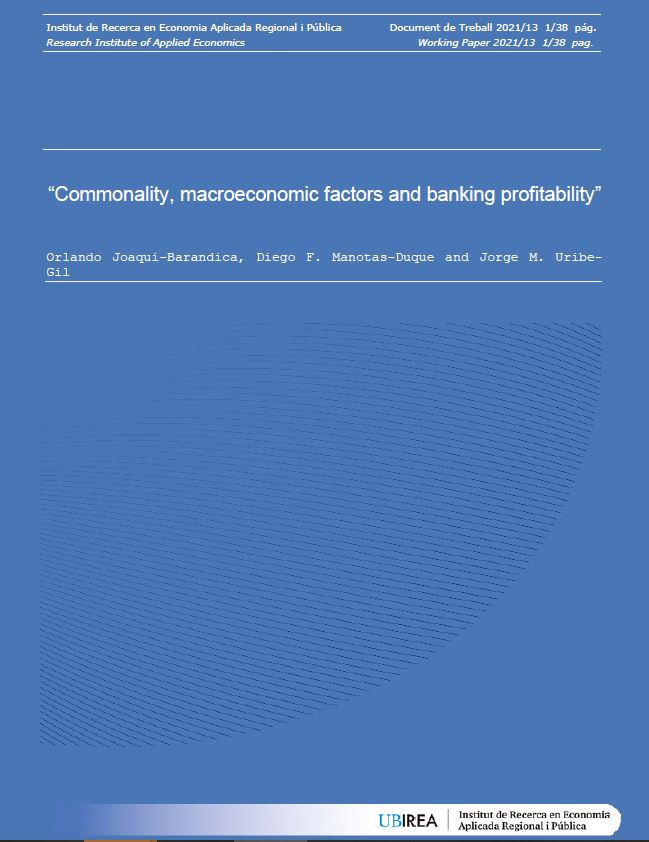 Institut de Recerca en Economia Aplicada Regional i Pública
Document de Treball 2021/13 1/38 pág.
Research Institute of Applied Economics
Working Paper 2021/13 1/38 pag.
“Commonality, macroeconomic factors and banking profitability”
Orlando Joaqui-Barandica, Diego F. Manotas-Duque and Jorge M. Uribe-
Gil
UBIREA
Institut de Recerca en Economia
Aplicada Regional i Pública